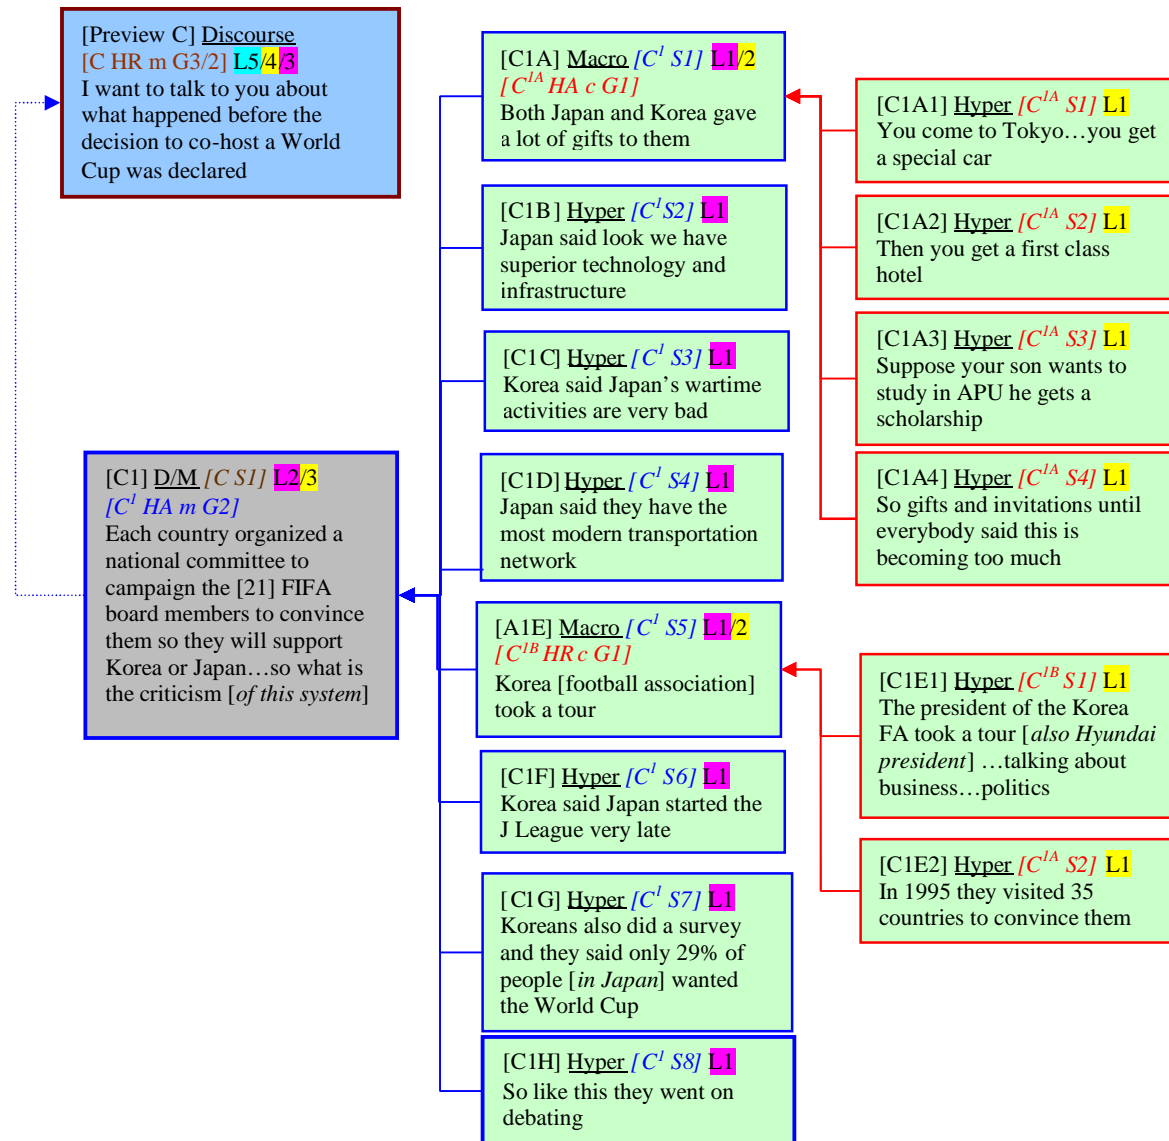 [Preview C] Discourse
[C HR m G3/2] L5/4/3
I want to talk to you about
what happened before the
decision to co-host a World
Cup was declared
[C1] D/M [C S1] L2/3
[C1 HA m G2]
Each country organized a
national committee to
campaign the [21] FIFA
board members to convince
them so they will support
Korea or Japan…so what is
the criticism [of this system]
[C1A] Macro [C1 S1] L1/2
[C1A HA c G1]
Both Japan and Korea gave
a lot of gifts to them
[C1B] Hyper [C1S2] L1
Japan said look we have
superior technology and
infrastructure
[C1C] Hyper [C1 S3] L1
Korea said Japan’s wartime
activities are very bad
[C1D] Hyper [C1 S4] L1
Japan said they have the
most modern transportation
network
[A1E] Macro [C1 S5] L1/2
[C1B HR c G1]
Korea [football association]
took a tour
[C1F] Hyper [C1 S6] L1
Korea said Japan started the
J League very late
[C1G] Hyper [C1 S7] L1
Koreans also did a survey
and they said only 29% of
people [in Japan] wanted
the World Cup
[C1H] Hyper [C1 S8] L1
So like this they went on
debating
[C1A1] Hyper [C1A S1] L1
You come to Tokyo…you get
a special car
[C1A2] Hyper [C1A S2] L1
Then you get a first class
hotel
[C1A3] Hyper [C1A S3] L1
Suppose your son wants to
study in APU he gets a
scholarship
[C1A4] Hyper [C1A S4] L1
So gifts and invitations until
everybody said this is
becoming too much
[C1E1] Hyper [C1B S1] L1
The president of the Korea
FA took a tour [also Hyundai
president] …talking about
business…politics
[C1E2] Hyper [C1A S2] L1
In 1995 they visited 35
countries to convince them